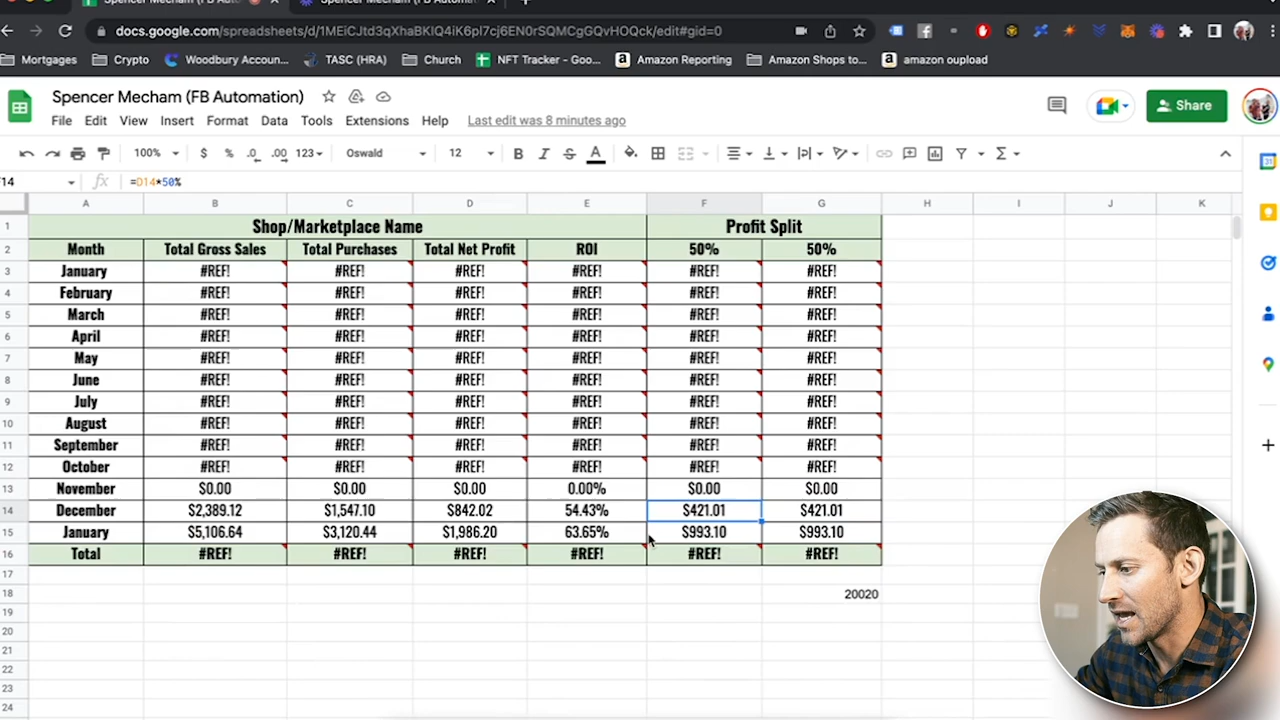 docs.google.com/spreadsheets/d/1MEiCJtd3qXhaBKIQ4iK6pI7cj6EN0rSQMCgGQvHOQck/edit#gid=0
Mortgages Crypto Woodbury Accoun... TASC (HRA) Church NFT Tracker - Goo... Amazon Reporting Amazon Shops to... amazon oupload
Spencer Mecham (FB Automation)
Share
File Edit View Insert Format Data Tools Extensions Help Last edit was 8 minutes ago
100% $ % .0 .00 123 Oswald 12 B I S A
F14 fx =D14*50%
A B C D E F G H I J K
1 Shop/Marketplace Name Profit Split
2 Month Total Gross Sales Total Purchases Total Net Profit ROI 50% 50%
3 January #REF! #REF! #REF! #REF! #REF! #REF!
4 February #REF! #REF! #REF! #REF! #REF! #REF!
5 March #REF! #REF! #REF! #REF! #REF! #REF!
6 April #REF! #REF! #REF! #REF! #REF! #REF!
7 May #REF! #REF! #REF! #REF! #REF! #REF!
8 June #REF! #REF! #REF! #REF! #REF! #REF!
9 July #REF! #REF! #REF! #REF! #REF! #REF!
10 August #REF! #REF! #REF! #REF! #REF! #REF!
11 September #REF! #REF! #REF! #REF! #REF! #REF!
12 October #REF! #REF! #REF! #REF! #REF! #REF!
13 November $0.00 $0.00 $0.00 0.00% $0.00 $0.00
14 December $2,389.12 $1,547.10 $842.02 54.43% $421.01 $421.01
15 January $5,106.64 $3,120.44 $1,986.20 63.65% $993.10 $993.10
16 Total #REF! #REF! #REF! #REF! #REF! #REF!
17
18 20020
19
20
21
22
23
24